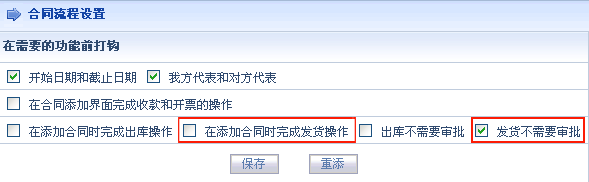 合同流程设置
在需要的功能前打钩
开始日期和截止日期 我方代表和对方代表
在合同添加界面完成收款和开票的操作
在添加合同时完成出库操作 在添加合同时完成发货操作 出库不需要审批 发货不需要审批
保存 重添